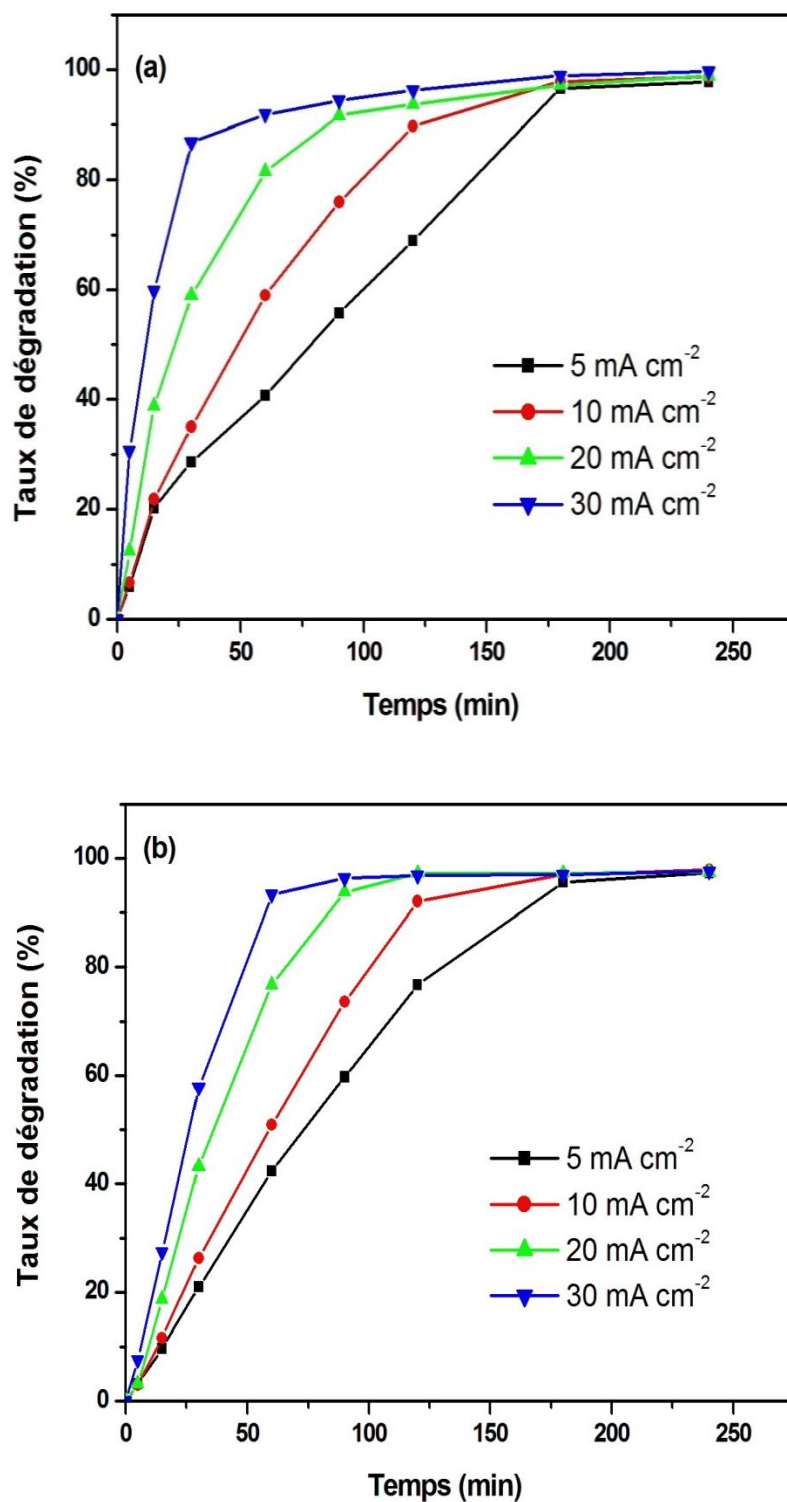 (a)
100
80
60
40
20
0
Taux de dégradation (%)
5 mA cm⁻²
10 mA cm⁻²
20 mA cm⁻²
30 mA cm⁻²
0 50 100 150 200 250
Temps (min)
(b)
100
80
60
40
20
0
Taux de dégradation (%)
5 mA cm⁻²
10 mA cm⁻²
20 mA cm⁻²
30 mA cm⁻²
0 50 100 150 200 250
Temps (min)